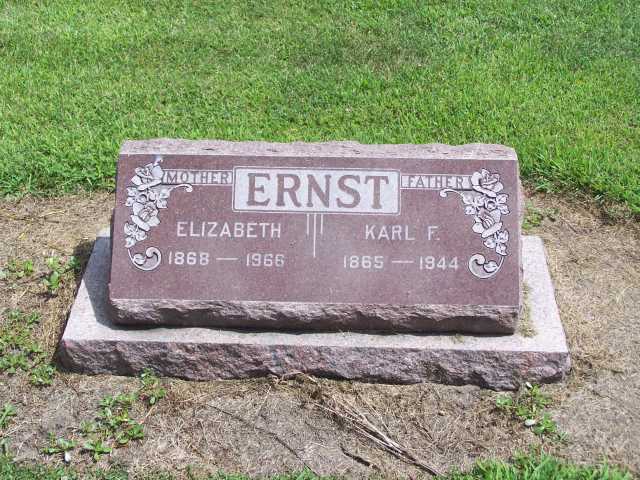 MOTHER ERNST FATHER
ELIZABETH KARL F.
1868 — 1966 1865 — 1944